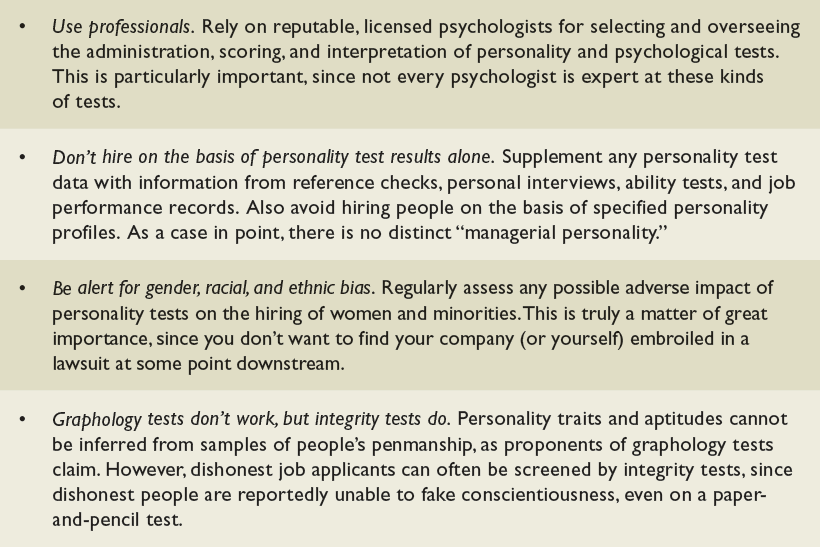 • Use professionals. Rely on reputable, licensed psychologists for selecting and overseeing
the administration, scoring, and interpretation of personality and psychological tests.
This is particularly important, since not every psychologist is expert at these kinds
of tests.
• Don't hire on the basis of personality test results alone. Supplement any personality test
data with information from reference checks, personal interviews, ability tests, and job
performance records. Also avoid hiring people on the basis of specified personality
profiles. As a case in point, there is no distinct “managerial personality.”
• Be alert for gender, racial, and ethnic bias. Regularly assess any possible adverse impact of
personality tests on the hiring of women and minorities. This is truly a matter of great
importance, since you don't want to find your company (or yourself) embroiled in a
lawsuit at some point downstream.
• Graphology tests don't work, but integrity tests do. Personality traits and aptitudes cannot
be inferred from samples of people's penmanship, as proponents of graphology tests
claim. However, dishonest job applicants can often be screened by integrity tests, since
dishonest people are reportedly unable to fake conscientiousness, even on a paper-
and-pencil test.